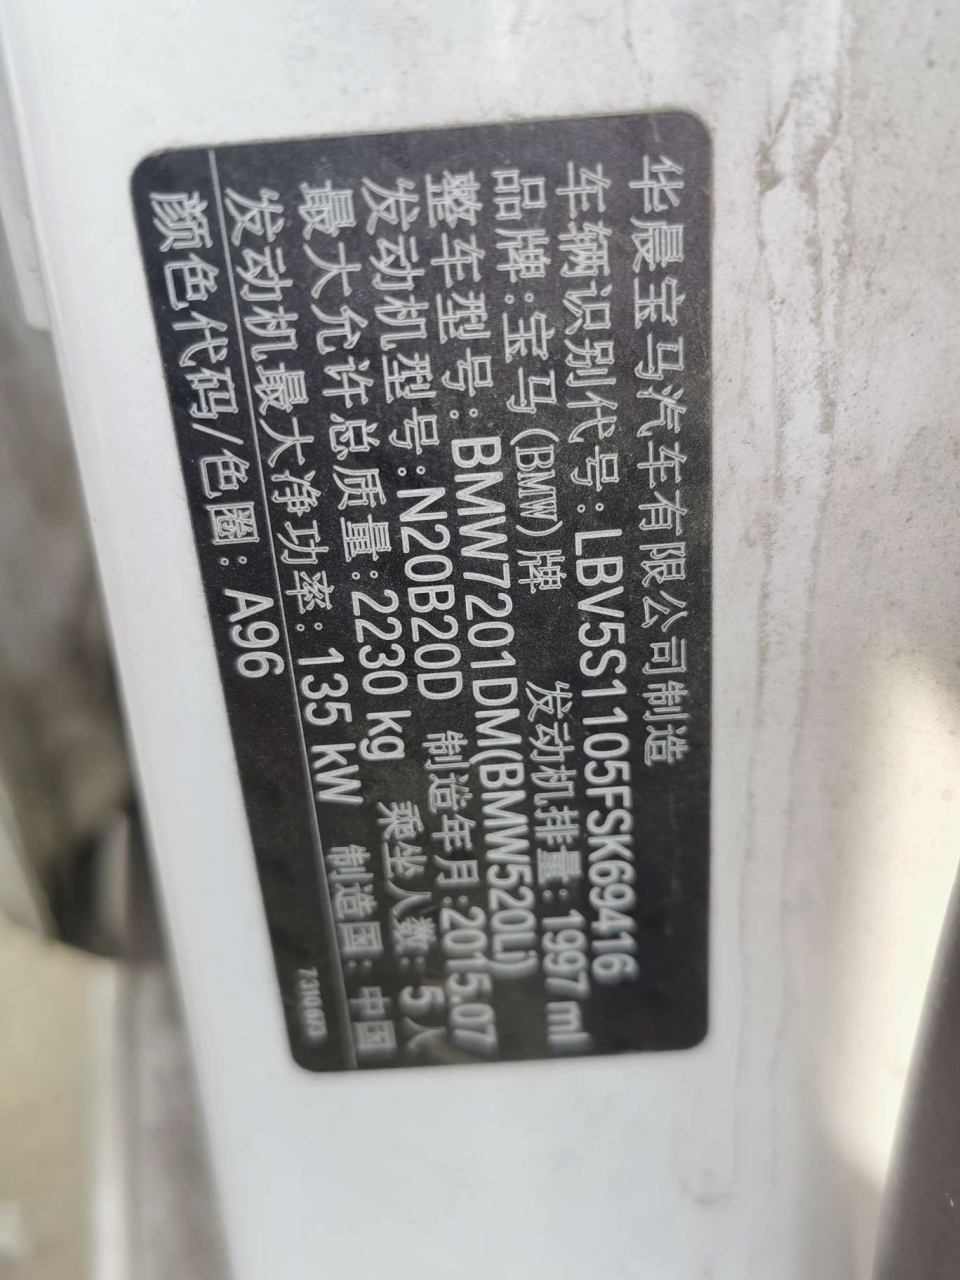 华晨宝马汽车有限公司制造
车辆识别代号: LBV5S1105FSK69416
品牌: 宝马(BMW)牌 发动机排量: 1997 ml
整车型号: BMW7201DM(BMW520Li)
发动机型号: N20B20D 制造年月: 2015.07
最大允许总质量: 2230 kg 乘坐人数: 5人
发动机最大净功率: 135 kW 制造国: 中国
颜色代码/色圈: A96